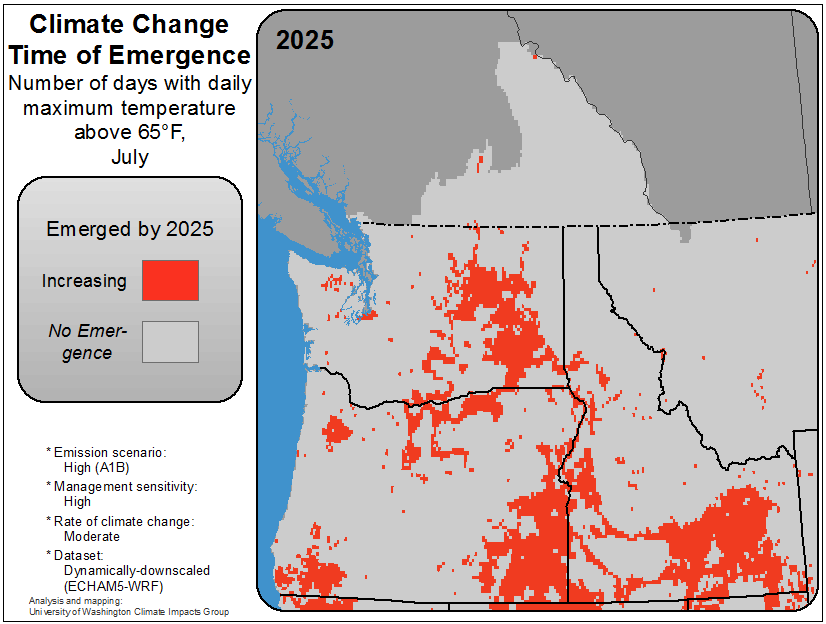 Climate Change
Time of Emergence
Number of days with daily
maximum temperature
above 65°F,
July
Emerged by 2025
Increasing
No Emer-
gence
* Emission scenario:
High (A1B)
* Management sensitivity:
High
* Rate of climate change:
Moderate
* Dataset:
Dynamically-downscaled
(ECHAM5-WRF)
Analysis and mapping:
University of Washington Climate Impacts Group
2025